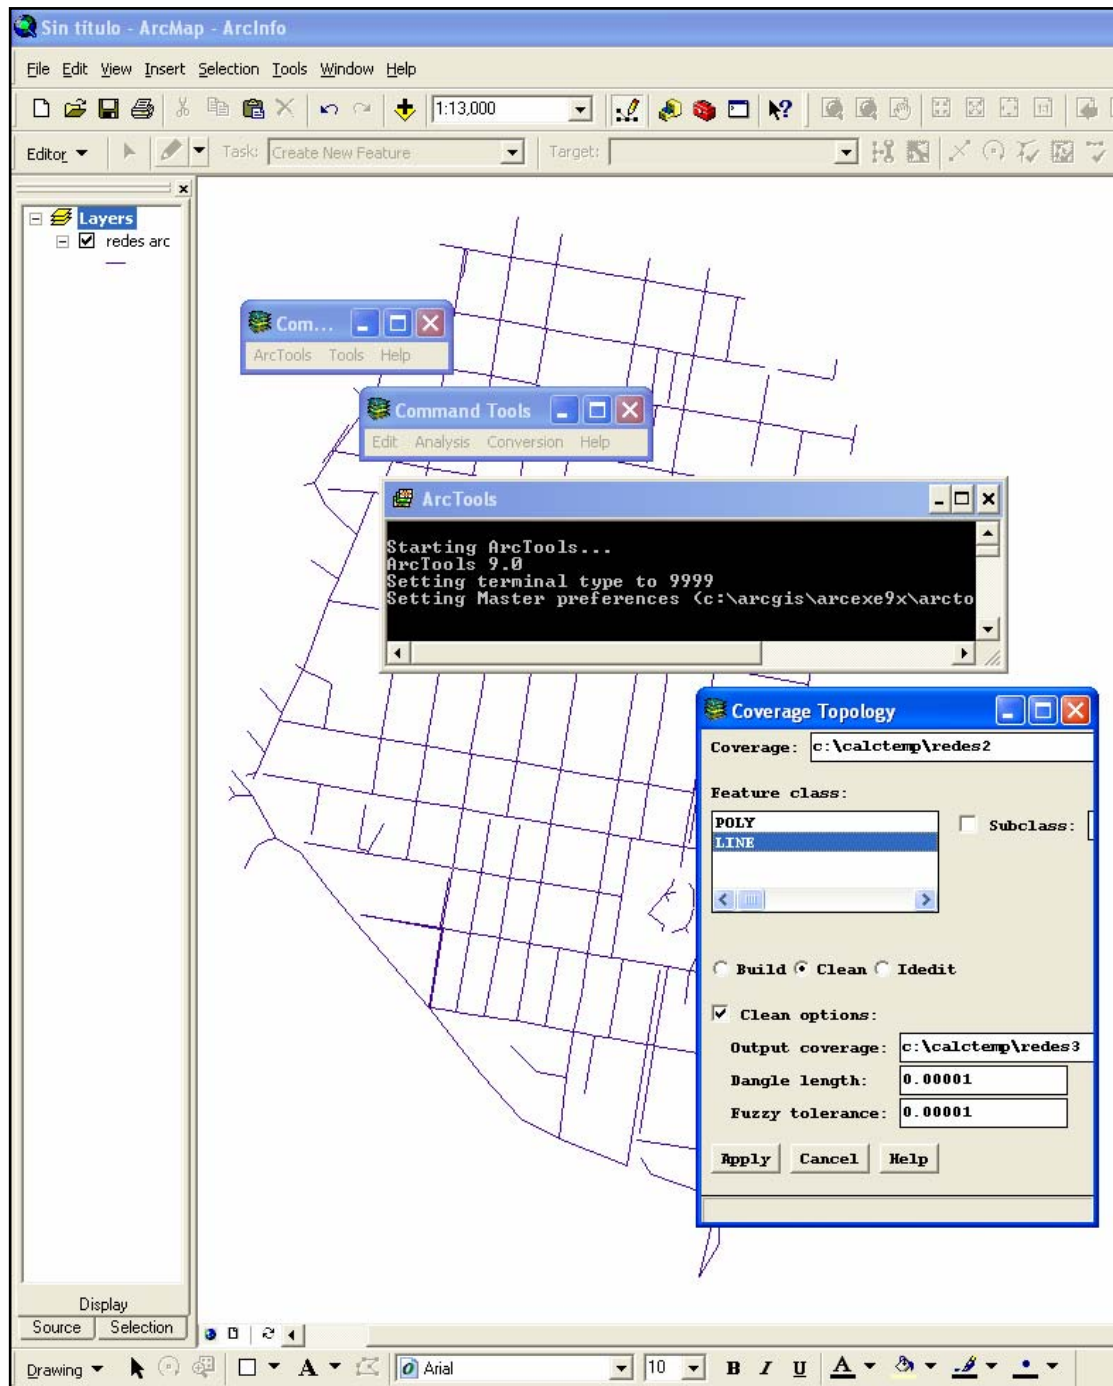 Sin título - ArcMap - ArcInfo
File Edit View Insert Selection Tools Window Help
1:13,000
Editor Task: Create New Feature Target:
Layers
redes arc
Com...
ArcTools Tools Help
Command Tools
Edit Analysis Conversion Help
ArcTools
Starting ArcTools...
ArcTools 9.0
Setting terminal type to 9999
Setting Master preferences (c:\arcgis\arcexe9x\arcto
Coverage Topology
Coverage: c:\calctemp\redes2
Feature class:
POLY
Subclass:
LINE
Build Clean Idedit
Clean options:
Output coverage: c:\calctemp\redes3
Dangle length: 0.00001
Fuzzy tolerance: 0.00001
Apply Cancel Help
Display
Source Selection
Drawing A Arial 10 B I U A